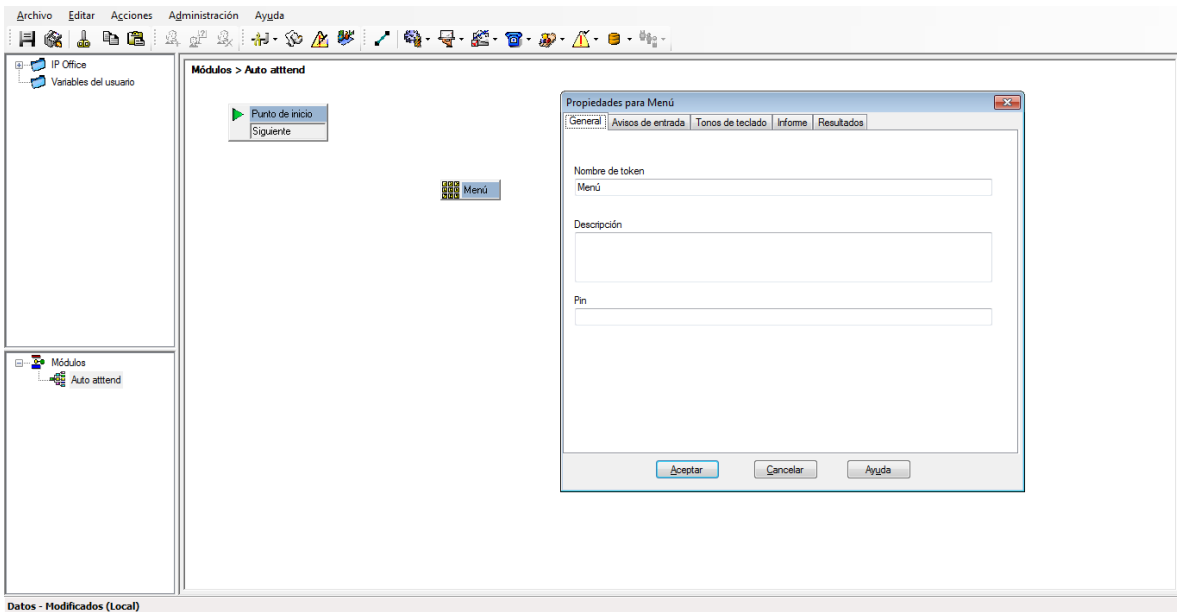 Archivo Editar Acciones Administración Ayuda
IP Office
Variables del usuario
Módulos > Auto atttend
Punto de inicio
Siguiente
Menú
Propiedades para Menú
General Avisos de entrada Tonos de teclado Informe Resultados
Nombre de token
Menú
Descripción
Pin
Aceptar Cancelar Ayuda
Módulos
Auto atttend
Datos - Modificados (Local)